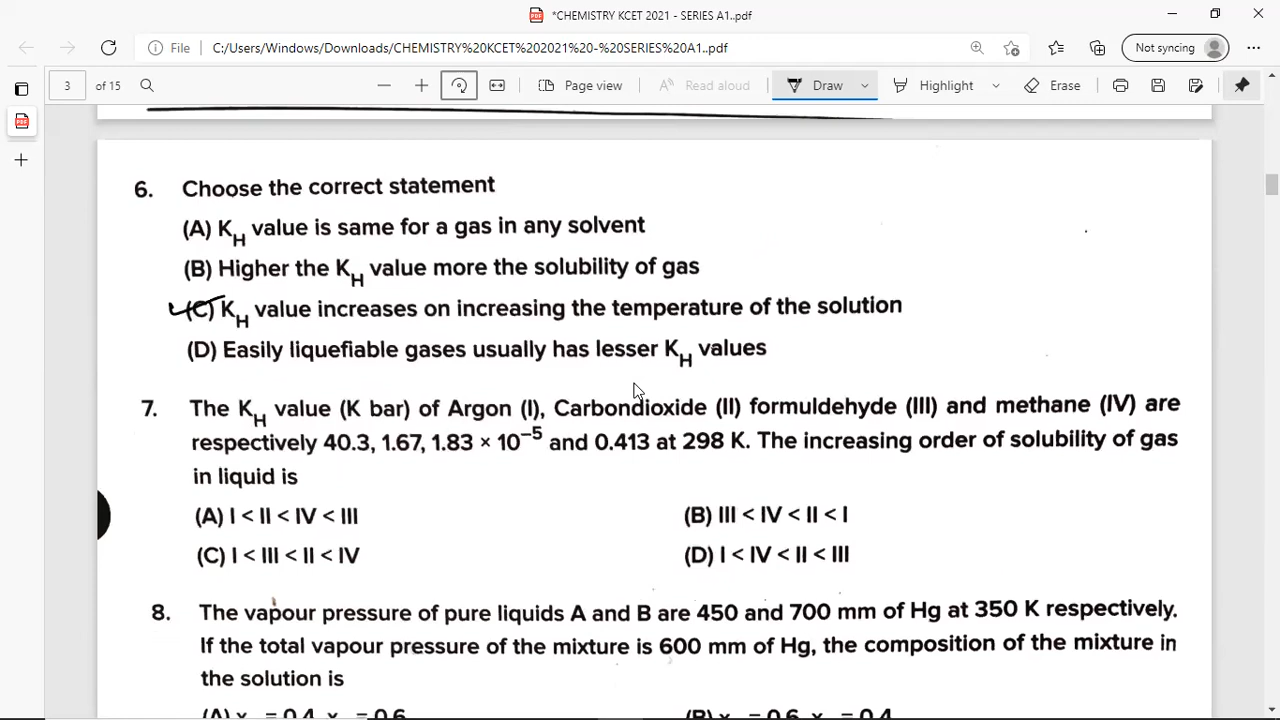 *CHEMISTRY KCET 2021 - SERIES A1..pdf
File C:/Users/Windows/Downloads/CHEMISTRY%20KCET%202021%20-%20SERIES%20A1..pdf Not syncing
3 of 15 Page view Read aloud Draw Highlight Erase
6. Choose the correct statement
(A) KH value is same for a gas in any solvent
(B) Higher the KH value more the solubility of gas
(C) KH value increases on increasing the temperature of the solution
(D) Easily liquefiable gases usually has lesser KH values
7. The KH value (K bar) of Argon (I), Carbondioxide (II) formuldehyde (III) and methane (IV) are
respectively 40.3, 1.67, 1.83 × 10⁻⁵ and 0.413 at 298 K. The increasing order of solubility of gas
in liquid is
(A) I < II < IV < III (B) III < IV < II < I
(C) I < III < II < IV (D) I < IV < II < III
8. The vapour pressure of pure liquids A and B are 450 and 700 mm of Hg at 350 K respectively.
If the total vapour pressure of the mixture is 600 mm of Hg, the composition of the mixture in
the solution is
(A) x = 0.4, x = 0.6 (B) x = 0.6, x = 0.4